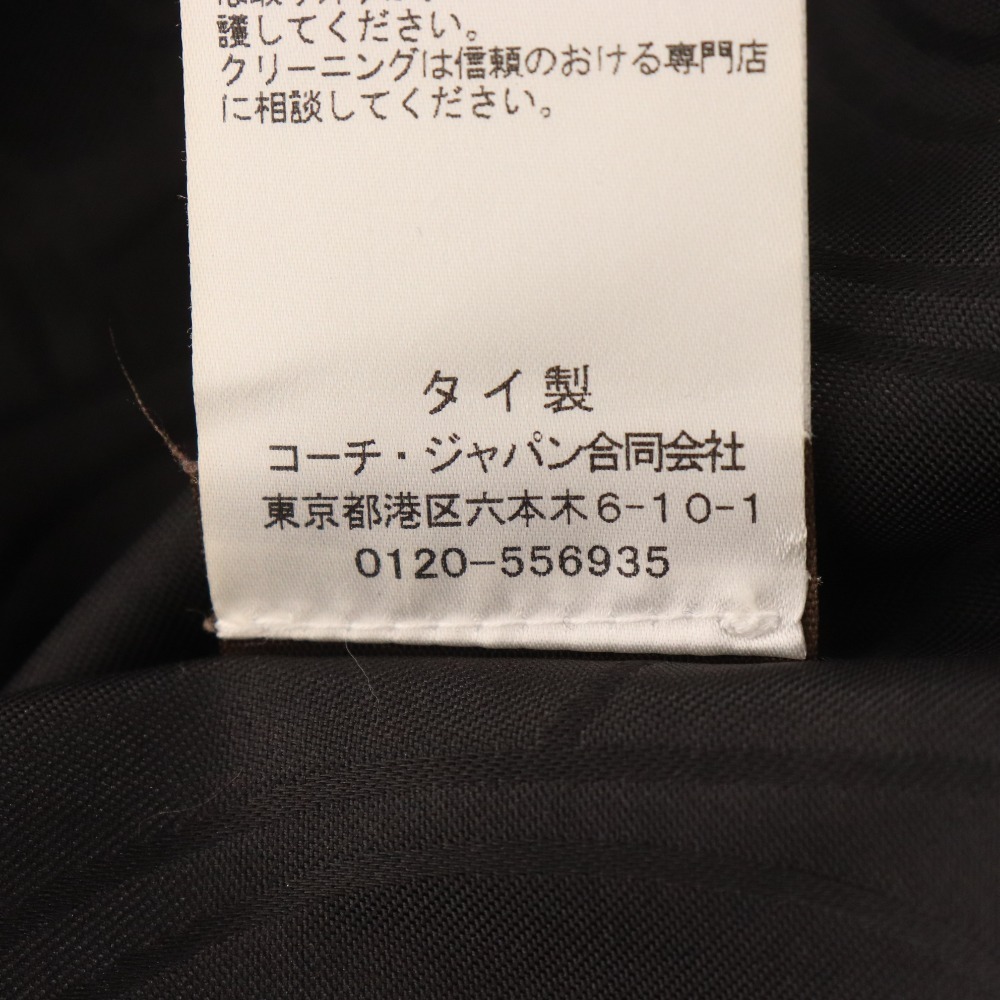 護してください。
クリーニングは信頼のおける専門店
に相談してください。
タイ製
コーチ・ジャパン合同会社
東京都港区六本木6-10-1
0120-556935